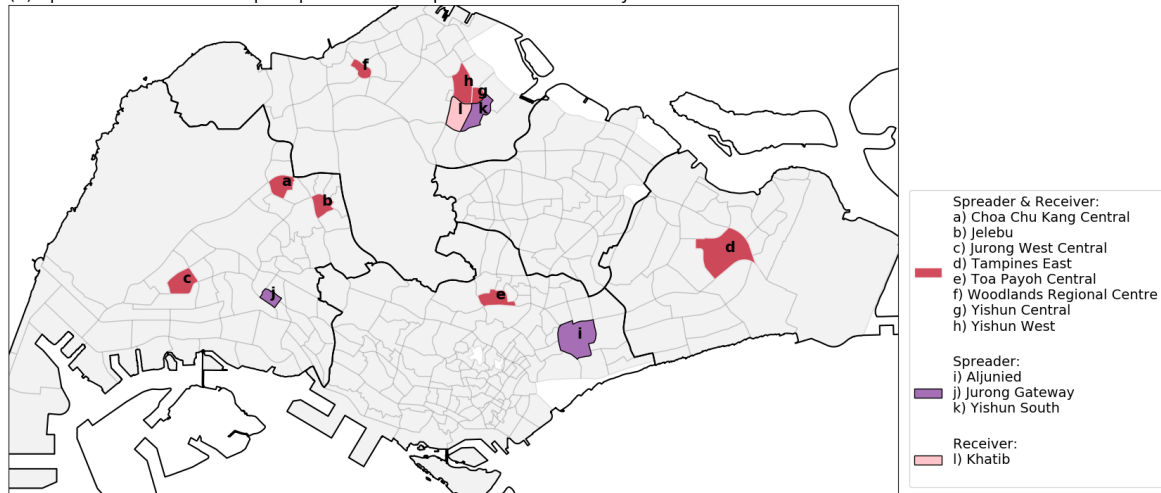 f
h
g
l
k
a
b
d
c
j
e
i
Spreader & Receiver:
a) Choa Chu Kang Central
b) Jelebu
c) Jurong West Central
d) Tampines East
e) Toa Payoh Central
f) Woodlands Regional Centre
g) Yishun Central
h) Yishun West
Spreader:
i) Aljunied
j) Jurong Gateway
k) Yishun South
Receiver:
l) Khatib